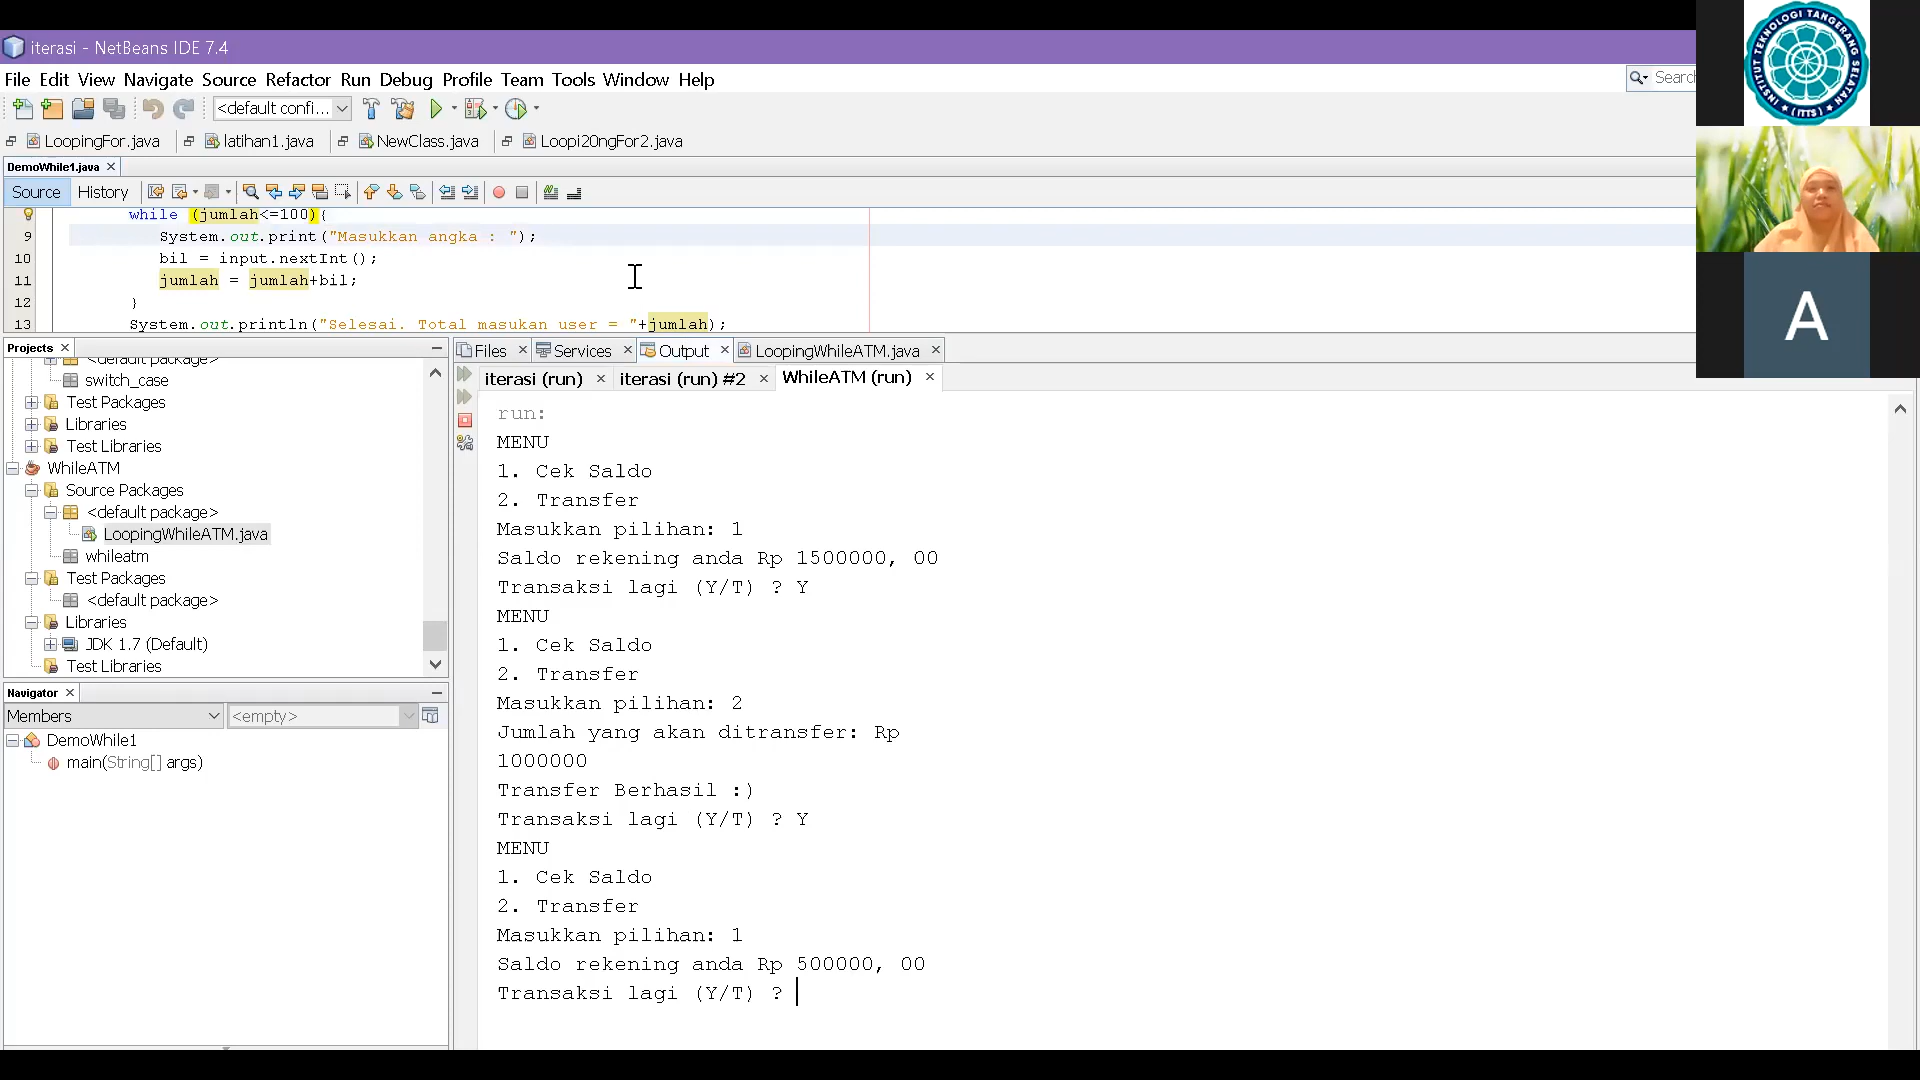 iterasi - NetBeans IDE 7.4
File Edit View Navigate Source Refactor Run Debug Profile Team Tools Window Help
Search
<default confi...
LoopingFor.java
latihan1.java
NewClass.java
Loopi20ngFor2.java
DemoWhile1.java
Source History
while (jumlah<=100){
9 System.out.print("Masukkan angka : ");
10 bil = input.nextInt();
11 jumlah = jumlah+bil;
12 }
13 System.out.println("Selesai. Total masukan user = "+jumlah);
Projects
<default package>
switch_case
Test Packages
Libraries
Test Libraries
WhileATM
Source Packages
<default package>
LoopingWhileATM.java
whileatm
Test Packages
<default package>
Libraries
JDK 1.7 (Default)
Test Libraries
Navigator
Members
<empty>
DemoWhile1
main(String[] args)
Files
Services
Output
LoopingWhileATM.java
iterasi (run)
iterasi (run) #2
WhileATM (run)
run:
MENU
1. Cek Saldo
2. Transfer
Masukkan pilihan: 1
Saldo rekening anda Rp 1500000, 00
Transaksi lagi (Y/T) ? Y
MENU
1. Cek Saldo
2. Transfer
Masukkan pilihan: 2
Jumlah yang akan ditransfer: Rp
1000000
Transfer Berhasil :)
Transaksi lagi (Y/T) ? Y
MENU
1. Cek Saldo
2. Transfer
Masukkan pilihan: 1
Saldo rekening anda Rp 500000, 00
Transaksi lagi (Y/T) ?
INSTITUT TEKNOLOGI TANGERANG SELATAN
(ITTS)
A